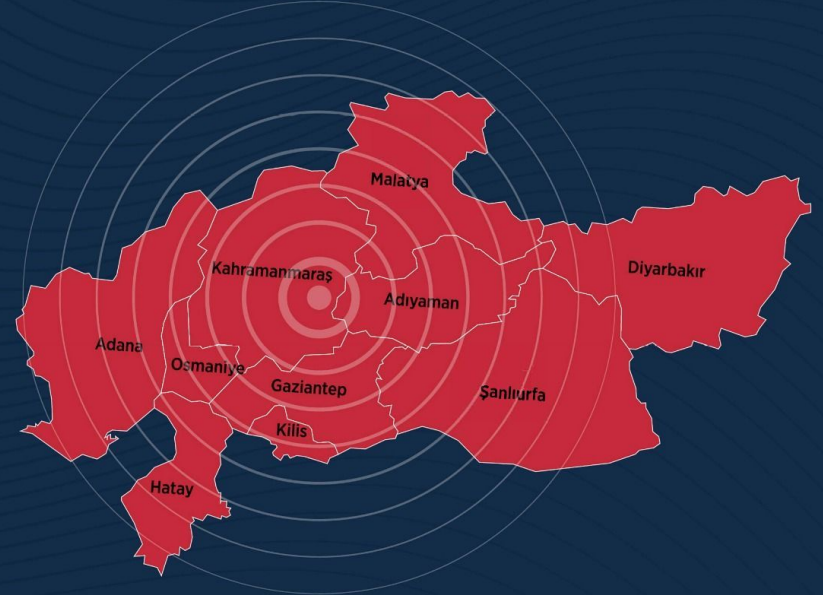 Malatya
Kahramanmaraş
Diyarbakır
Adıyaman
Adana
Osmaniye
Gaziantep
Şanlıurfa
Kilis
Hatay